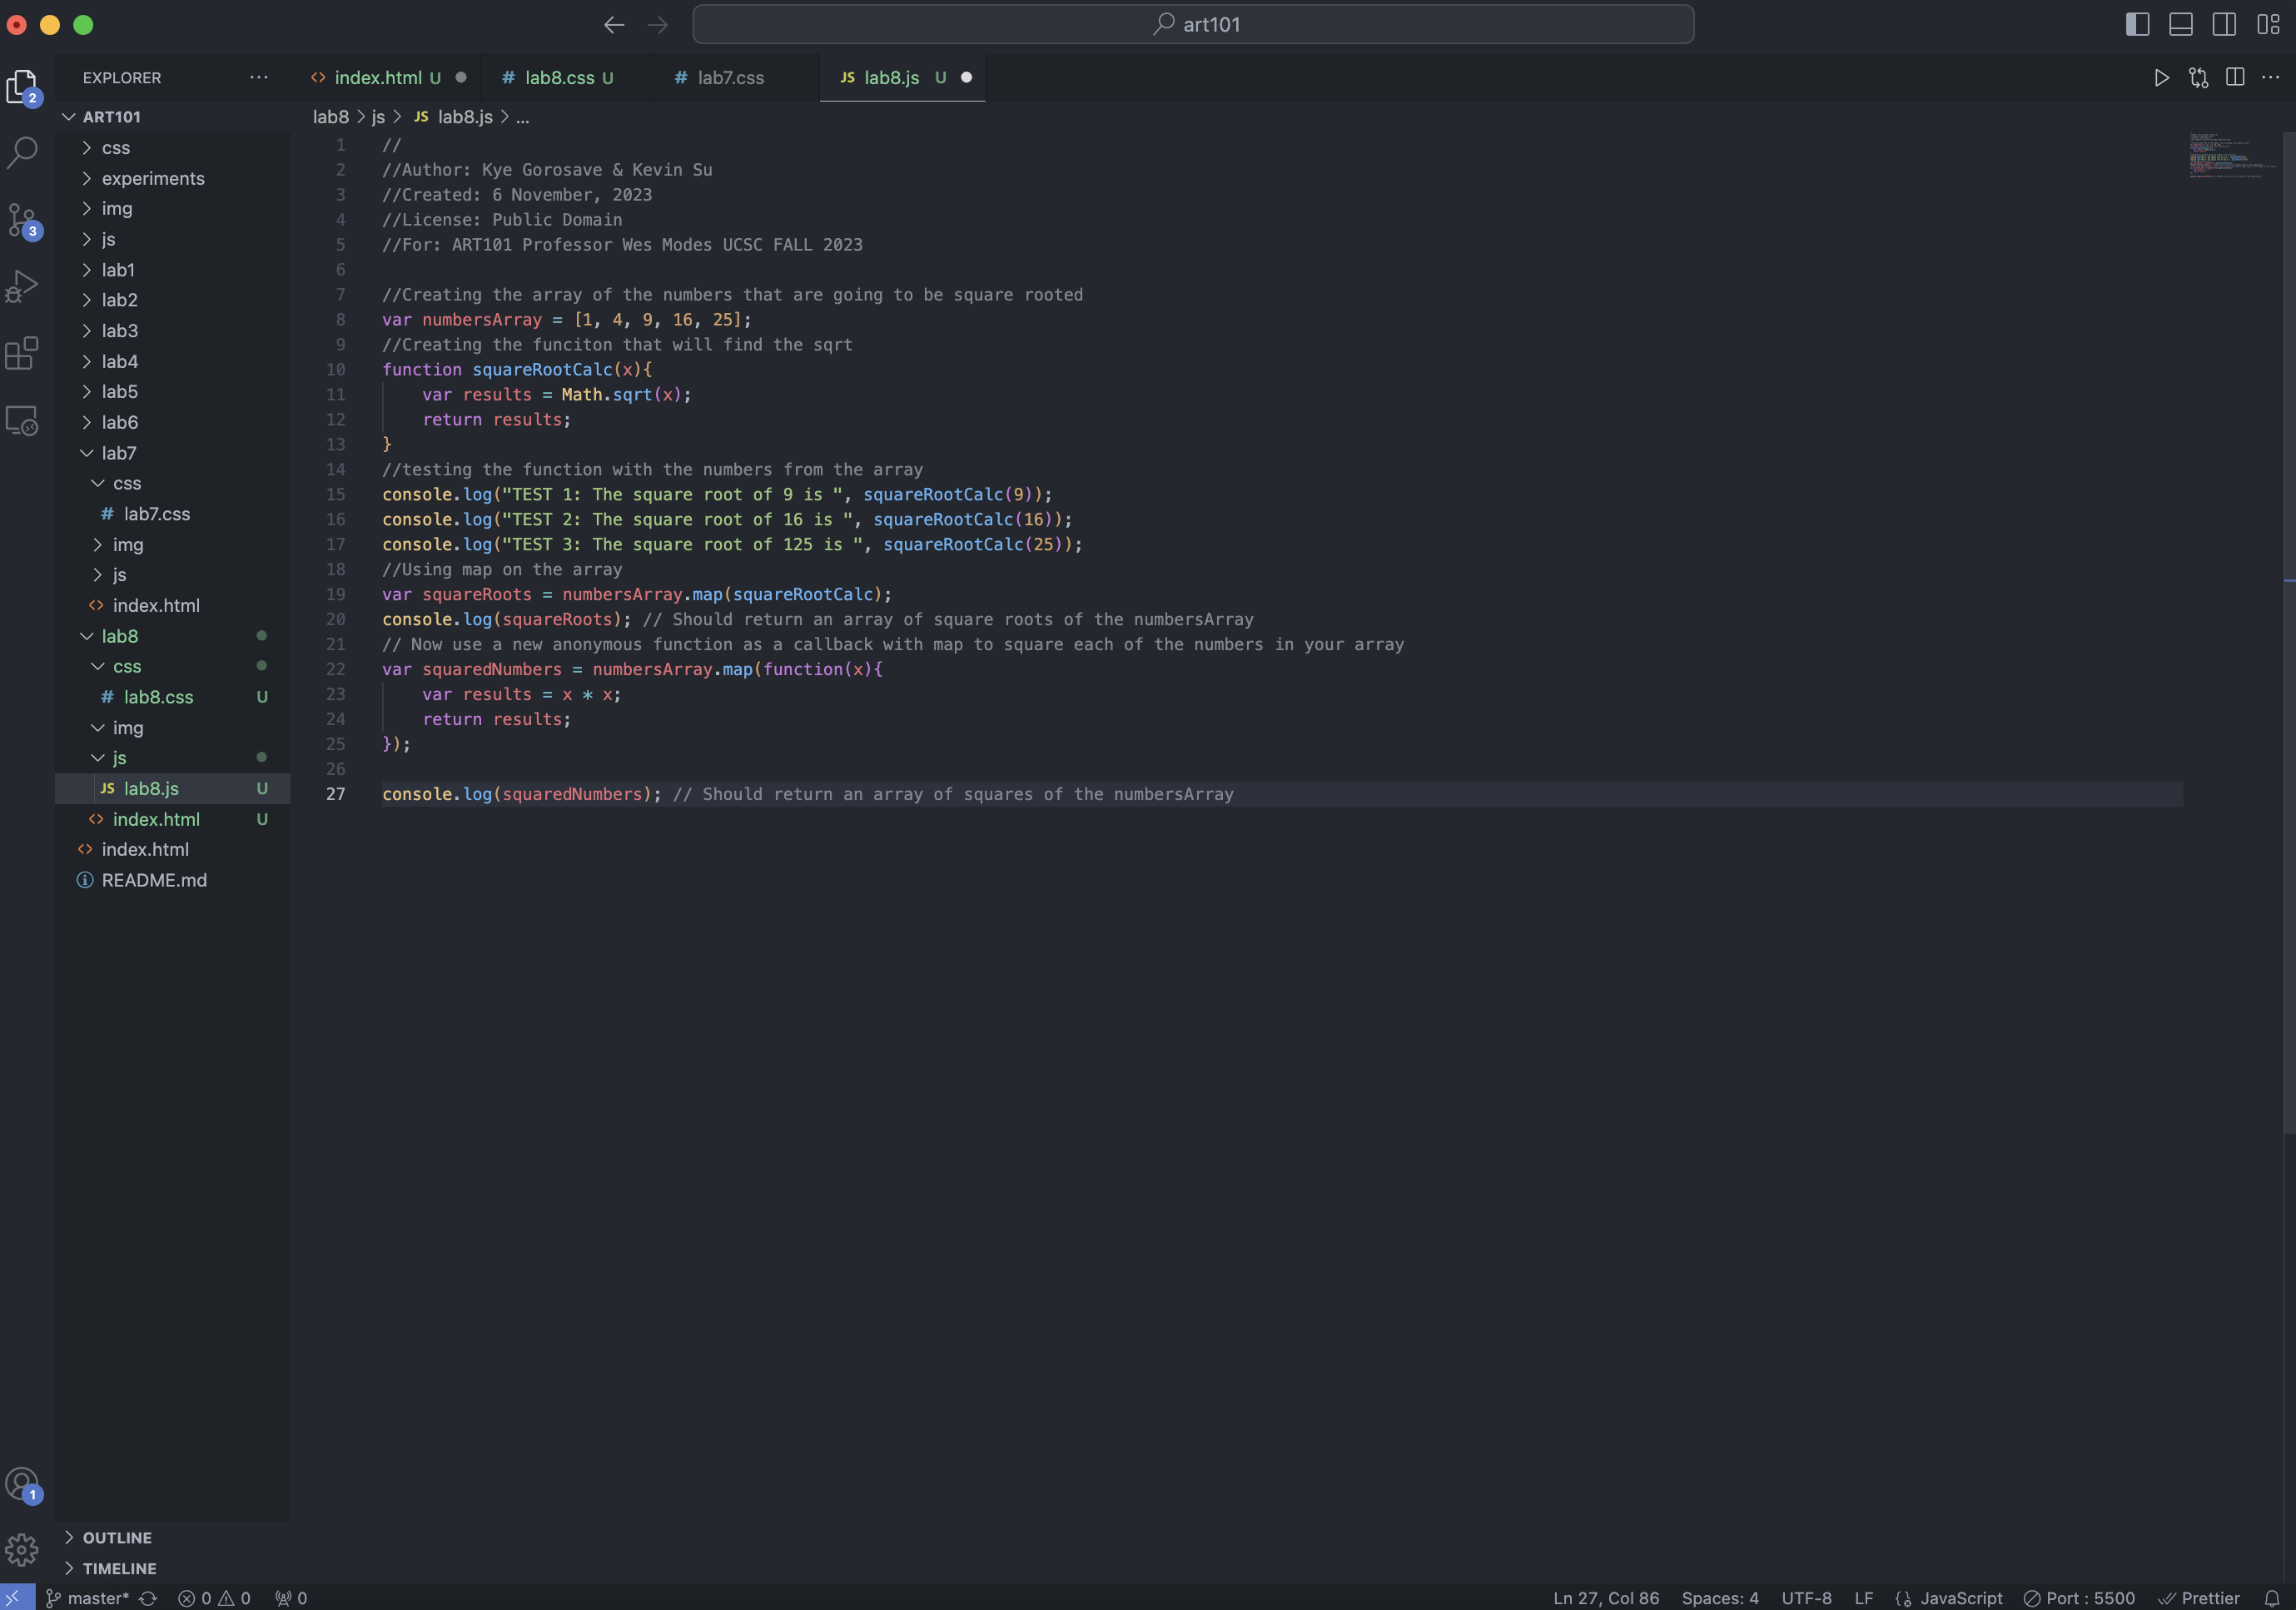 art101
EXPLORER ···
index.html U
lab8.css U
lab7.css
JS lab8.js U
2
3
1
ART101
css
experiments
img
js
lab1
lab2
lab3
lab4
lab5
lab6
lab7
css
# lab7.css
img
js
<> index.html
lab8
css
# lab8.css U
img
js
JS lab8.js U
<> index.html U
<> index.html
README.md
OUTLINE
TIMELINE
lab8 > js > JS lab8.js > ...
1 //
2 //Author: Kye Gorosave & Kevin Su
3 //Created: 6 November, 2023
4 //License: Public Domain
5 //For: ART101 Professor Wes Modes UCSC FALL 2023
6
7 //Creating the array of the numbers that are going to be square rooted
8 var numbersArray = [1, 4, 9, 16, 25];
9 //Creating the funciton that will find the sqrt
10 function squareRootCalc(x){
11 var results = Math.sqrt(x);
12 return results;
13 }
14 //testing the function with the numbers from the array
15 console.log("TEST 1: The square root of 9 is ", squareRootCalc(9));
16 console.log("TEST 2: The square root of 16 is ", squareRootCalc(16));
17 console.log("TEST 3: The square root of 125 is ", squareRootCalc(25));
18 //Using map on the array
19 var squareRoots = numbersArray.map(squareRootCalc);
20 console.log(squareRoots); // Should return an array of square roots of the numbersArray
21 // Now use a new anonymous function as a callback with map to square each of the numbers in your array
22 var squaredNumbers = numbersArray.map(function(x){
23 var results = x * x;
24 return results;
25 });
26
27 console.log(squaredNumbers); // Should return an array of squares of the numbersArray
master* 0 0 0 Ln 27, Col 86 Spaces: 4 UTF-8 LF JavaScript Port : 5500 Prettier